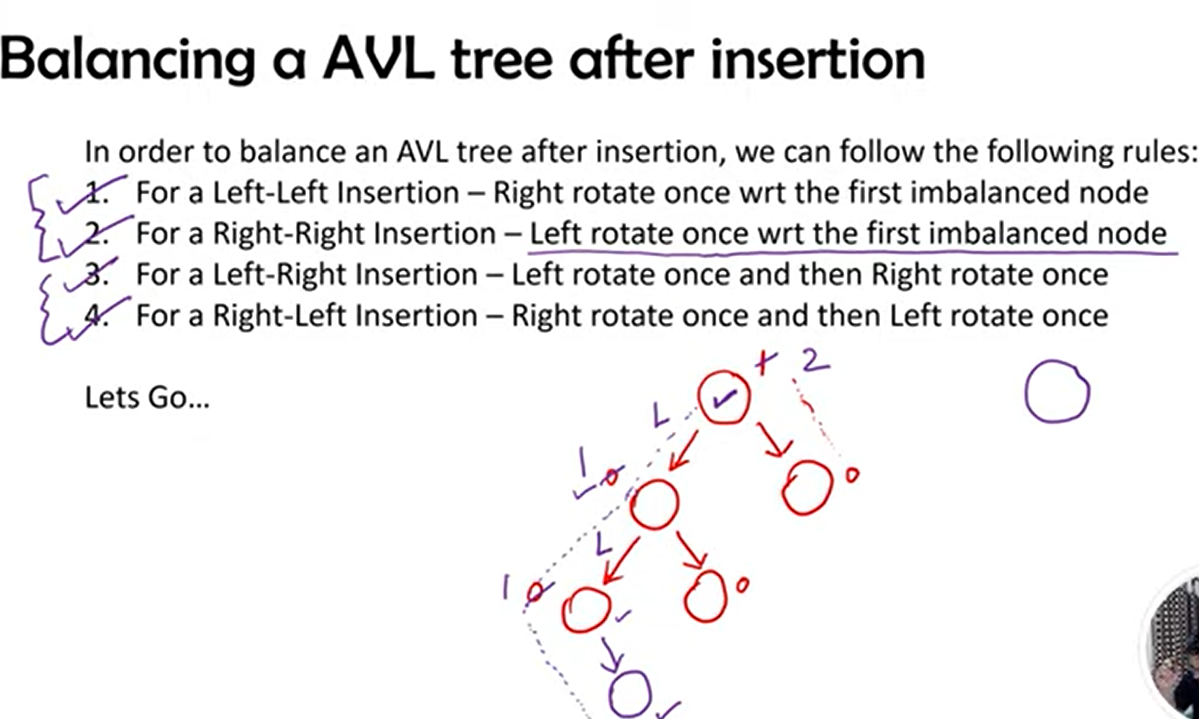 Balancing a AVL tree after insertion
In order to balance an AVL tree after insertion, we can follow the following rules:
1. For a Left-Left Insertion – Right rotate once wrt the first imbalanced node
2. For a Right-Right Insertion – Left rotate once wrt the first imbalanced node
3. For a Left-Right Insertion – Left rotate once and then Right rotate once
4. For a Right-Left Insertion – Right rotate once and then Left rotate once
Lets Go...
2
L
1 0
0
L
1 0
0